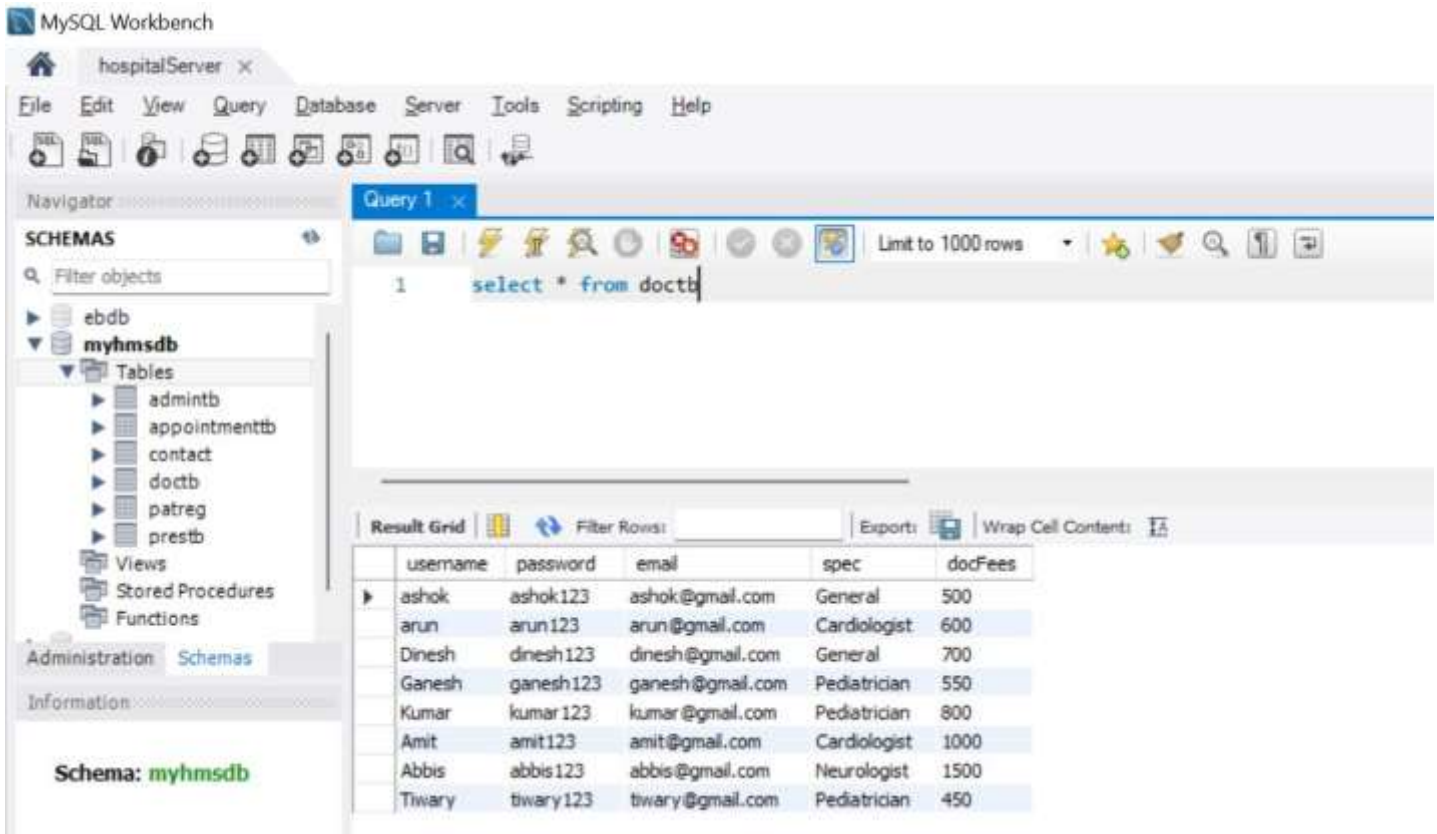 MySQL Workbench
hospitalServer
File Edit View Query Database Server Tools Scripting Help
Navigator
SCHEMAS
Filter objects
ebdb
myhmsdb
Tables
admintb
appointmenttb
contact
doctb
patreg
prestb
Views
Stored Procedures
Functions
Administration Schemas
Information
Schema: myhmsdb
Query 1
Limit to 1000 rows
1 select * from doctb
Result Grid Filter Rows: Export: Wrap Cell Content:
username password email spec docFees
ashok ashok123 ashok@gmail.com General 500
arun arun123 arun@gmail.com Cardiologist 600
Dinesh dinesh123 dinesh@gmail.com General 700
Ganesh ganesh123 ganesh@gmail.com Pediatrician 550
Kumar kumar123 kumar@gmail.com Pediatrician 800
Amit amit123 amit@gmail.com Cardiologist 1000
Abbis abbis123 abbis@gmail.com Neurologist 1500
Tiwary tiwary123 tiwary@gmail.com Pediatrician 450